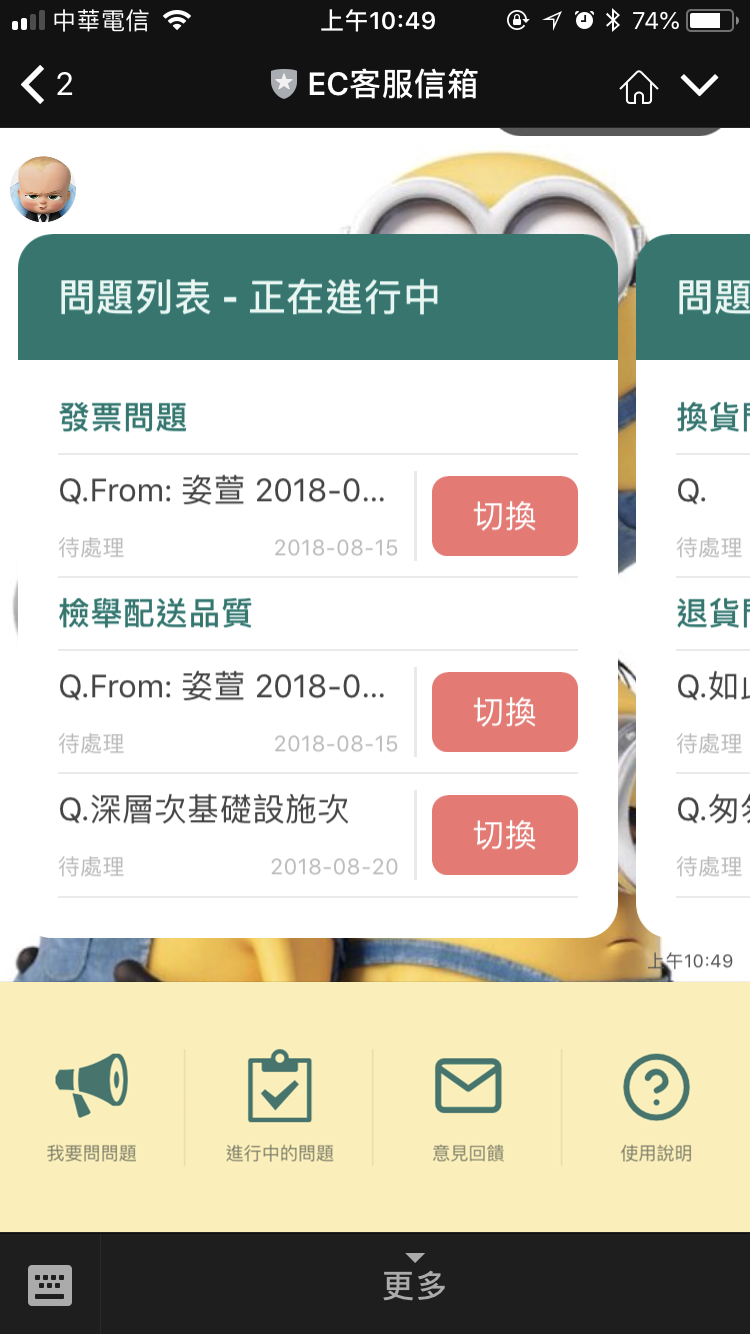 中華電信 上午10:49 74%
2 EC客服信箱
問題列表 - 正在進行中
發票問題
Q.From: 姿萱 2018-0...
待處理 2018-08-15
切換
檢舉配送品質
Q.From: 姿萱 2018-0...
待處理 2018-08-15
切換
Q.深層次基礎設施次
待處理 2018-08-20
切換
問題
換貨
Q.
待處理
退貨
Q.如
待處理
Q.匆
待處理
上午10:49
我要問問題 進行中的問題 意見回饋 使用說明
更多